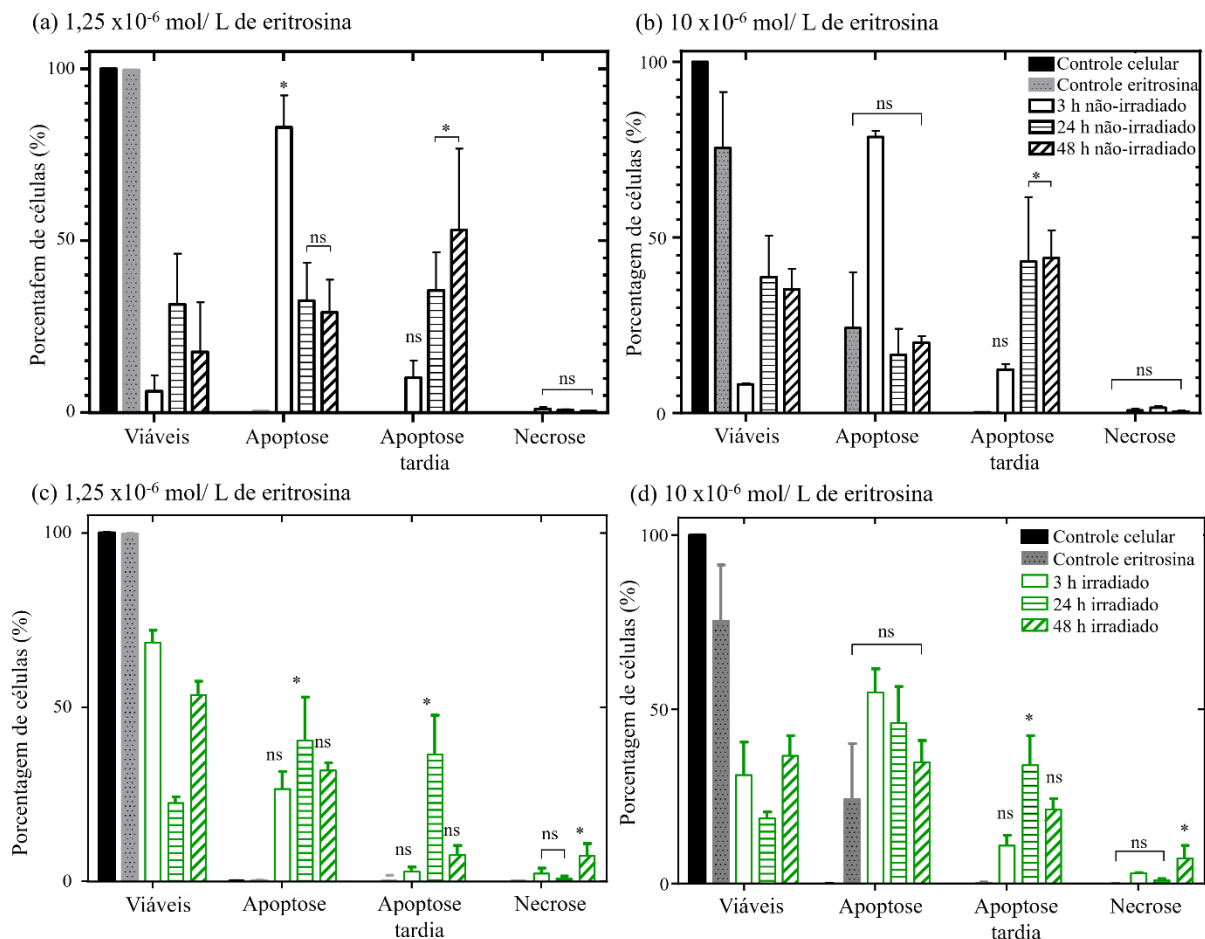 (a) 1,25 x10⁻⁶ mol/ L de eritrosina
Porcentafem de células (%)
100
50
0
*
ns
ns
*
ns
Viáveis
Apoptose
Apoptose
tardia
Necrose
(b) 10 x10⁻⁶ mol/ L de eritrosina
Porcentagem de células (%)
100
50
0
Controle celular
Controle eritrosina
3 h não-irradiado
24 h não-irradiado
48 h não-irradiado
ns
ns
*
ns
Viáveis
Apoptose
Apoptose
tardia
Necrose
(c) 1,25 x10⁻⁶ mol/ L de eritrosina
Porcentagem de células (%)
100
50
0
ns
*
ns
ns
*
ns
ns
*
Viáveis
Apoptose
Apoptose
tardia
Necrose
(d) 10 x10⁻⁶ mol/ L de eritrosina
Porcentagem de células (%)
100
50
0
Controle celular
Controle eritrosina
3 h irradiado
24 h irradiado
48 h irradiado
ns
ns
*
ns
ns
*
Viáveis
Apoptose
Apoptose
tardia
Necrose